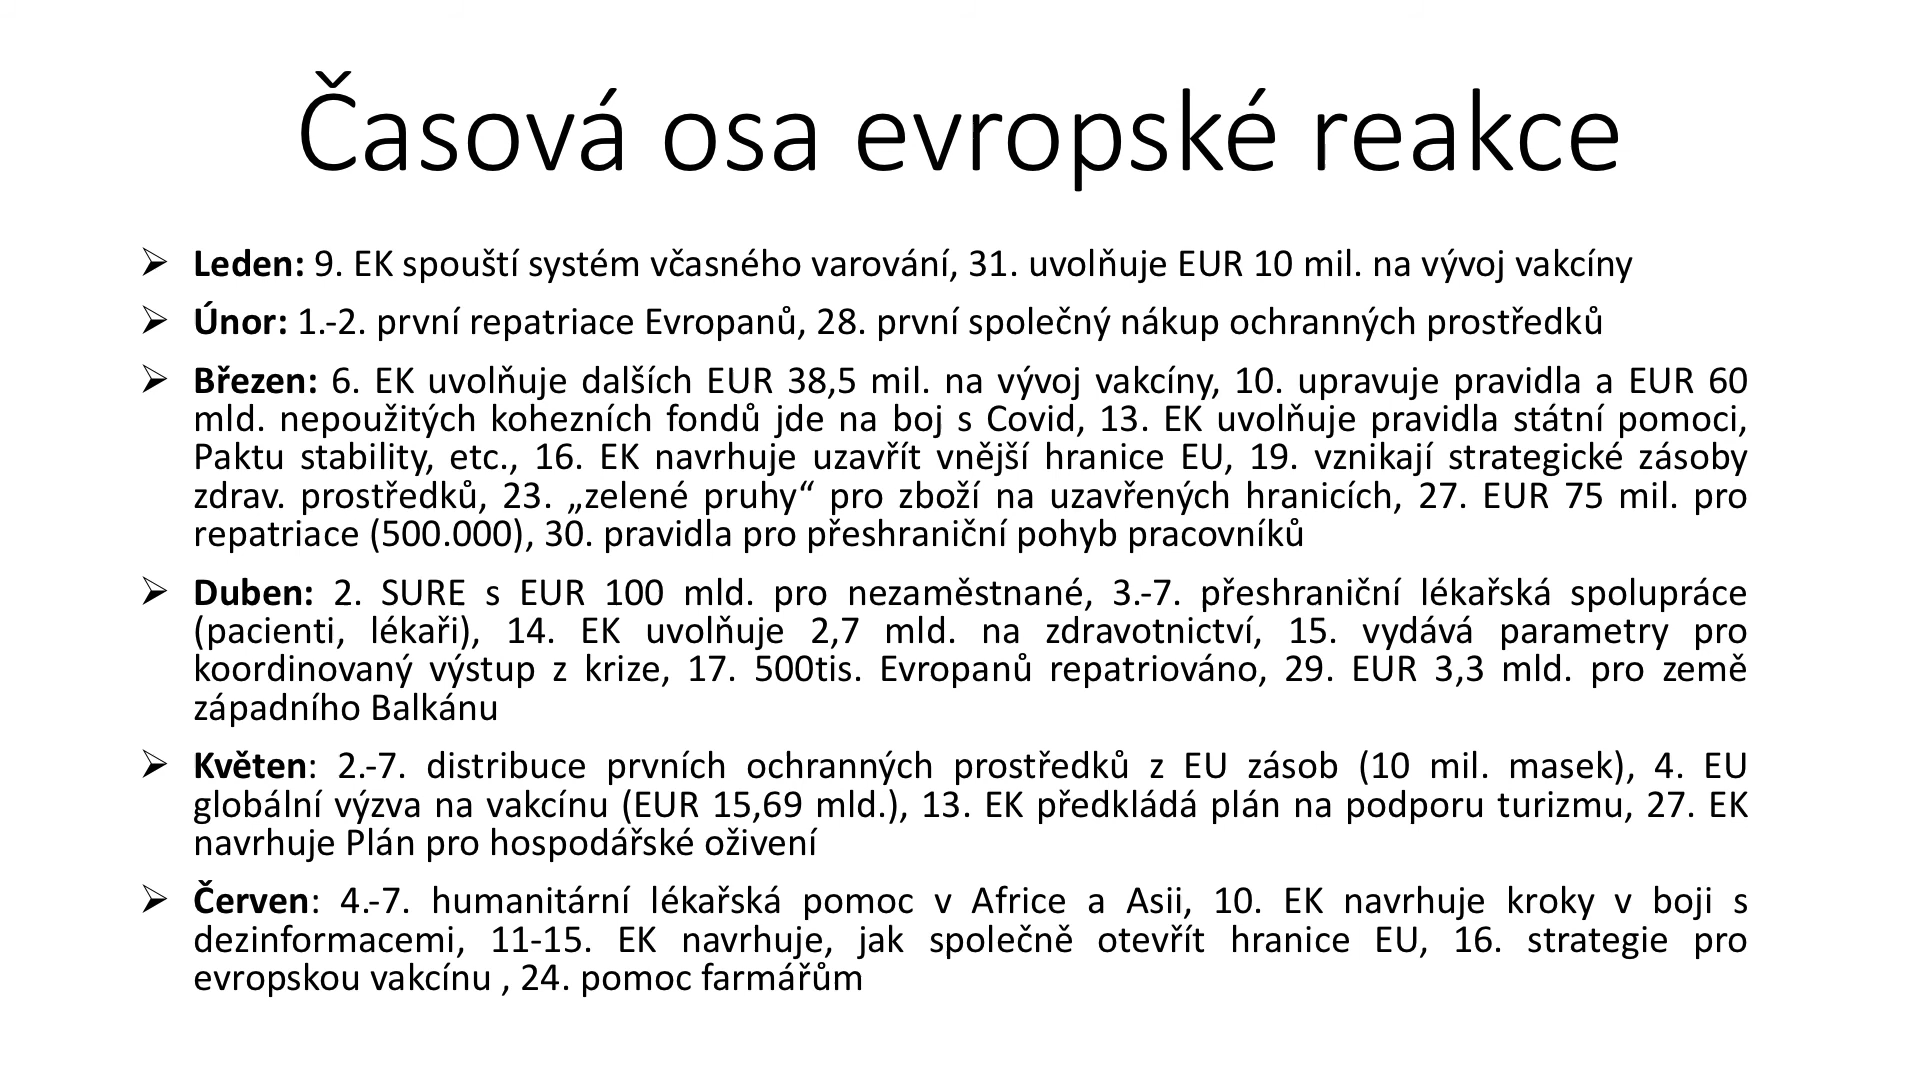 Časová osa evropské reakce
➢ Leden: 9. EK spouští systém včasného varování, 31. uvolňuje EUR 10 mil. na vývoj vakcíny
➢ Únor: 1.-2. první repatriace Evropanů, 28. první společný nákup ochranných prostředků
➢ Březen: 6. EK uvolňuje dalších EUR 38,5 mil. na vývoj vakcíny, 10. upravuje pravidla a EUR 60
mld. nepoužitých kohezních fondů jde na boj s Covid, 13. EK uvolňuje pravidla státní pomoci,
Paktu stability, etc., 16. EK navrhuje uzavřít vnější hranice EU, 19. vznikají strategické zásoby
zdrav. prostředků, 23. „zelené pruhy“ pro zboží na uzavřených hranicích, 27. EUR 75 mil. pro
repatriace (500.000), 30. pravidla pro přeshraniční pohyb pracovníků
➢ Duben: 2. SURE s EUR 100 mld. pro nezaměstnané, 3.-7. přeshraniční lékařská spolupráce
(pacienti, lékaři), 14. EK uvolňuje 2,7 mld. na zdravotnictví, 15. vydává parametry pro
koordinovaný výstup z krize, 17. 500tis. Evropanů repatriováno, 29. EUR 3,3 mld. pro země
západního Balkánu
➢ Květen: 2.-7. distribuce prvních ochranných prostředků z EU zásob (10 mil. masek), 4. EU
globální výzva na vakcínu (EUR 15,69 mld.), 13. EK předkládá plán na podporu turizmu, 27. EK
navrhuje Plán pro hospodářské oživení
➢ Červen: 4.-7. humanitární lékařská pomoc v Africe a Asii, 10. EK navrhuje kroky v boji s
dezinformacemi, 11-15. EK navrhuje, jak společně otevřít hranice EU, 16. strategie pro
evropskou vakcínu , 24. pomoc farmářům